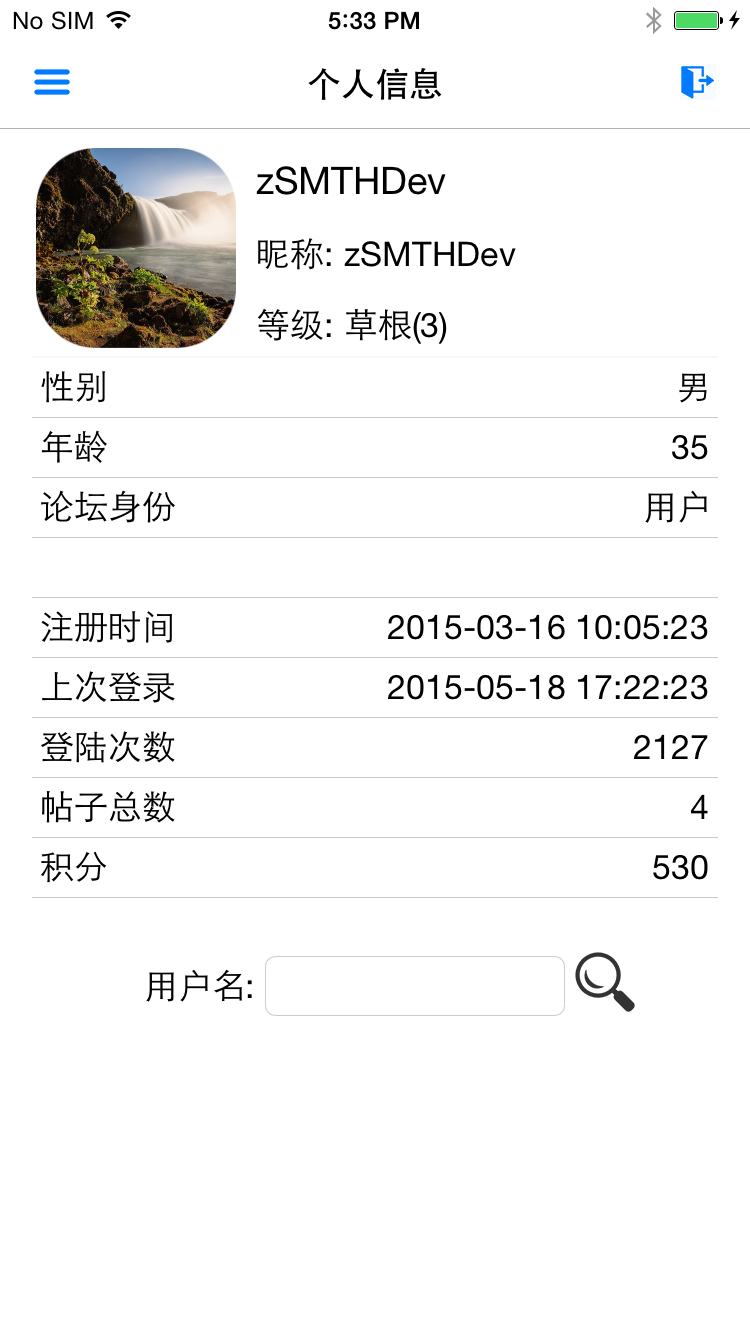 No SIM 5:33 PM
个人信息
zSMTHDev
昵称: zSMTHDev
等级: 草根(3)
性别 男
年龄 35
论坛身份 用户
注册时间 2015-03-16 10:05:23
上次登录 2015-05-18 17:22:23
登陆次数 2127
帖子总数 4
积分 530
用户名: